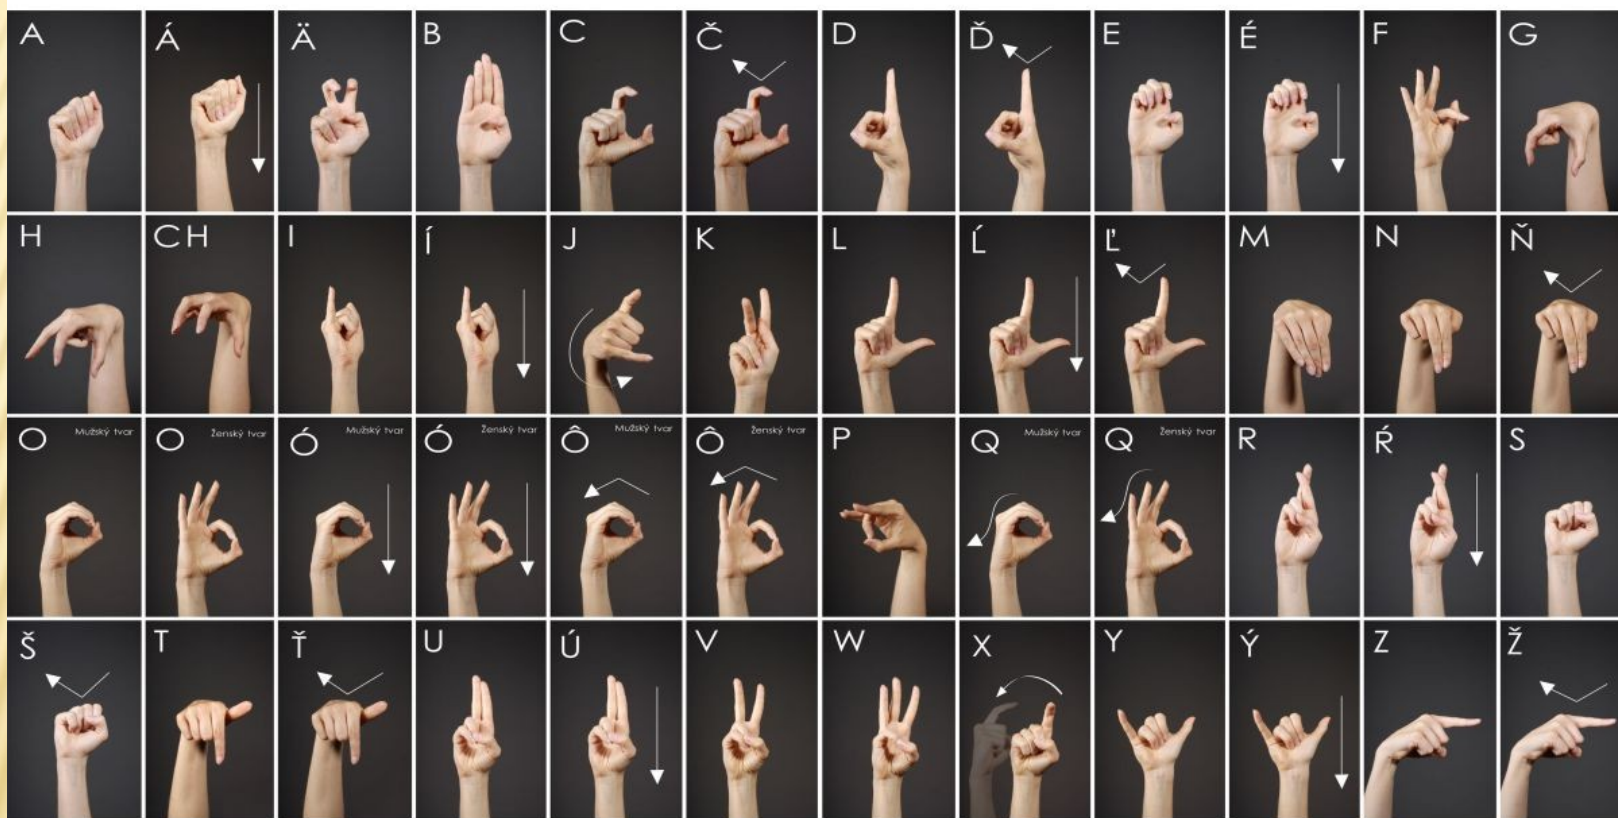 A Á Ä B C Č D Ď E É F G
H CH I Í J K L Ĺ Ľ M N Ň
O Mužský tvar O Ženský tvar Ó Mužský tvar Ó Ženský tvar Ô Mužský tvar Ô Ženský tvar P Q Mužský tvar Q Ženský tvar R Ŕ S
Š T Ť U Ú V W X Y Ý Z Ž